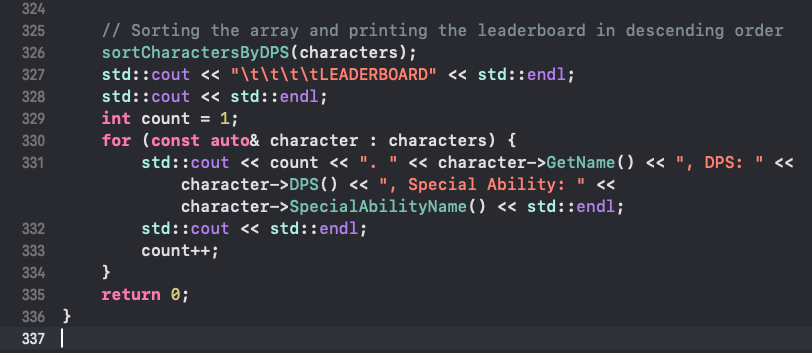 324
325 // Sorting the array and printing the leaderboard in descending order
326 sortCharactersByDPS(characters);
327 std::cout << "\t\t\t\tLEADERBOARD" << std::endl;
328 std::cout << std::endl;
329 int count = 1;
330 for (const auto& character : characters) {
331 std::cout << count << ". " << character->GetName() << ", DPS: " <<
character->DPS() << ", Special Ability: " <<
character->SpecialAbilityName() << std::endl;
332 std::cout << std::endl;
333 count++;
334 }
335 return 0;
336 }
337